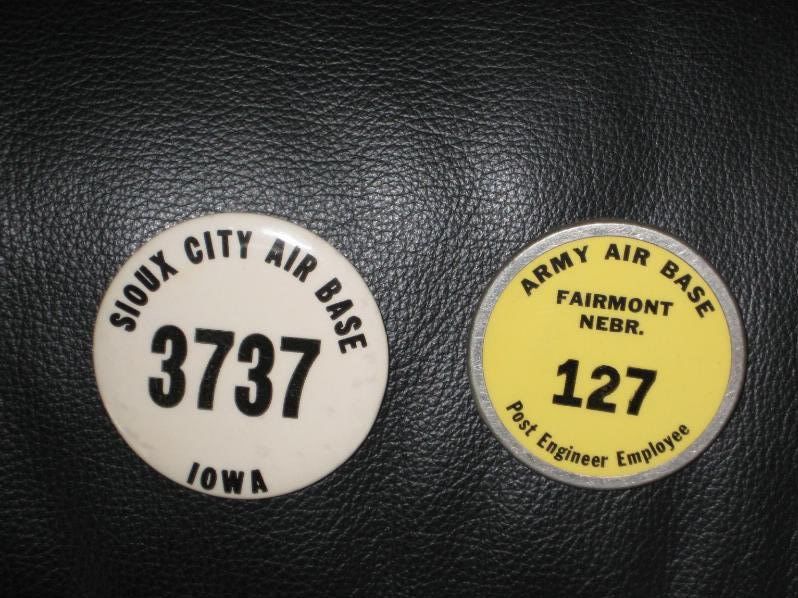 SIOUX CITY AIR BASE
3737
IOWA
ARMY AIR BASE
FAIRMONT
NEBR.
127
Post Engineer Employee